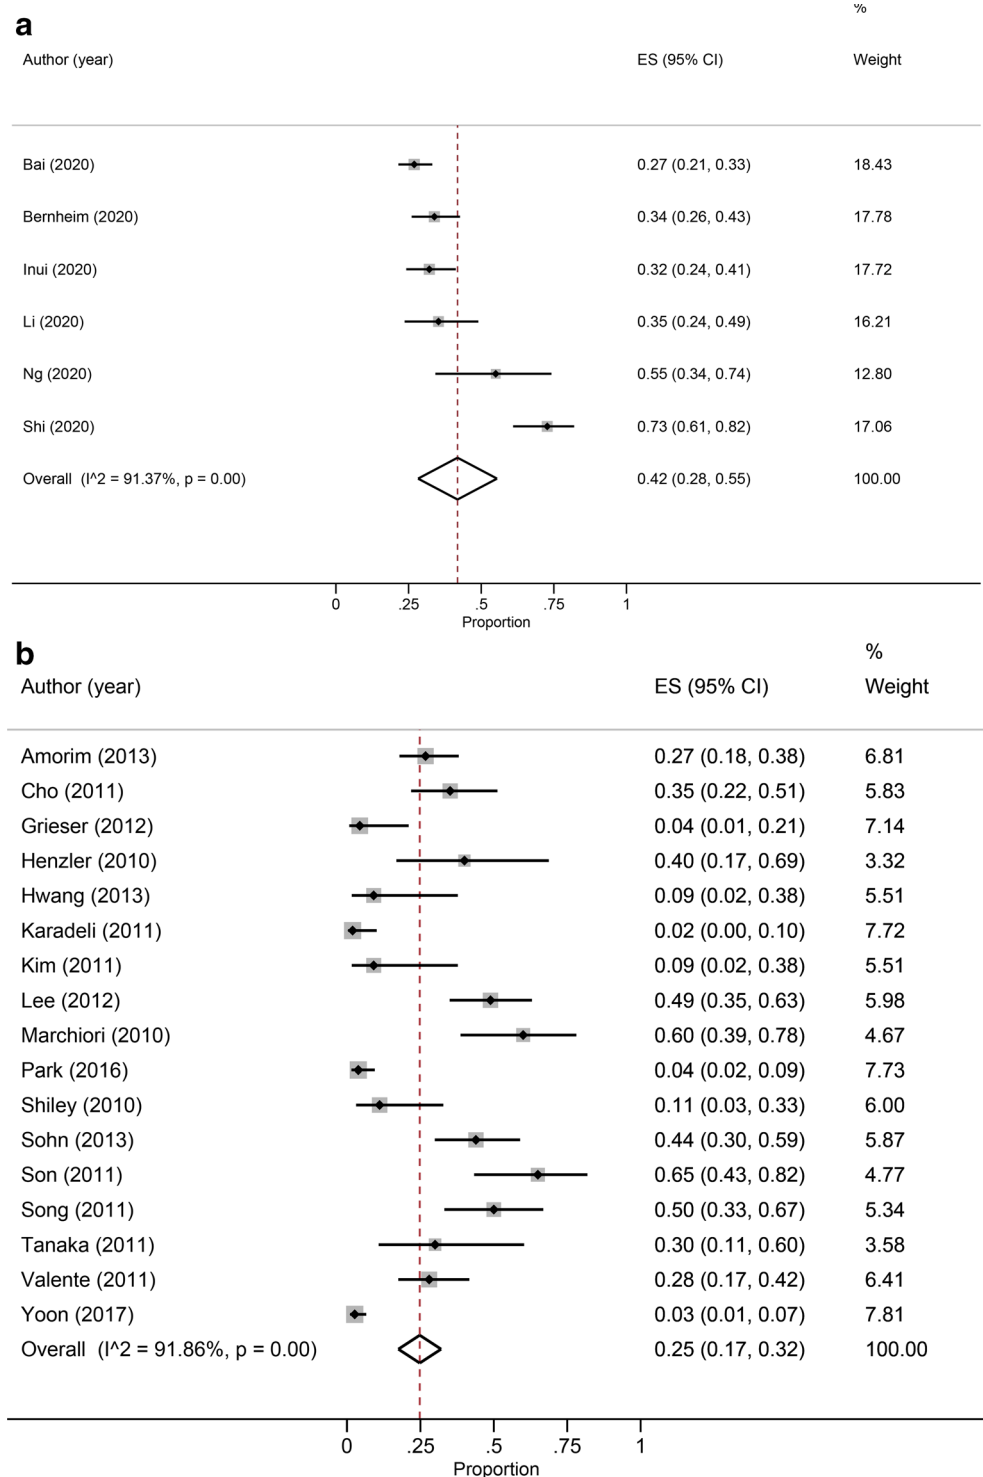 a
%
Author (year) ES (95% CI) Weight
Bai (2020) 0.27 (0.21, 0.33) 18.43
Bernheim (2020) 0.34 (0.26, 0.43) 17.78
Inui (2020) 0.32 (0.24, 0.41) 17.72
Li (2020) 0.35 (0.24, 0.49) 16.21
Ng (2020) 0.55 (0.34, 0.74) 12.80
Shi (2020) 0.73 (0.61, 0.82) 17.06
Overall (I^2 = 91.37%, p = 0.00) 0.42 (0.28, 0.55) 100.00
0 .25 .5 .75 1
Proportion
b
%
Author (year) ES (95% CI) Weight
Amorim (2013) 0.27 (0.18, 0.38) 6.81
Cho (2011) 0.35 (0.22, 0.51) 5.83
Grieser (2012) 0.04 (0.01, 0.21) 7.14
Henzler (2010) 0.40 (0.17, 0.69) 3.32
Hwang (2013) 0.09 (0.02, 0.38) 5.51
Karadeli (2011) 0.02 (0.00, 0.10) 7.72
Kim (2011) 0.09 (0.02, 0.38) 5.51
Lee (2012) 0.49 (0.35, 0.63) 5.98
Marchiori (2010) 0.60 (0.39, 0.78) 4.67
Park (2016) 0.04 (0.02, 0.09) 7.73
Shiley (2010) 0.11 (0.03, 0.33) 6.00
Sohn (2013) 0.44 (0.30, 0.59) 5.87
Son (2011) 0.65 (0.43, 0.82) 4.77
Song (2011) 0.50 (0.33, 0.67) 5.34
Tanaka (2011) 0.30 (0.11, 0.60) 3.58
Valente (2011) 0.28 (0.17, 0.42) 6.41
Yoon (2017) 0.03 (0.01, 0.07) 7.81
Overall (I^2 = 91.86%, p = 0.00) 0.25 (0.17, 0.32) 100.00
0 .25 .5 .75 1
Proportion